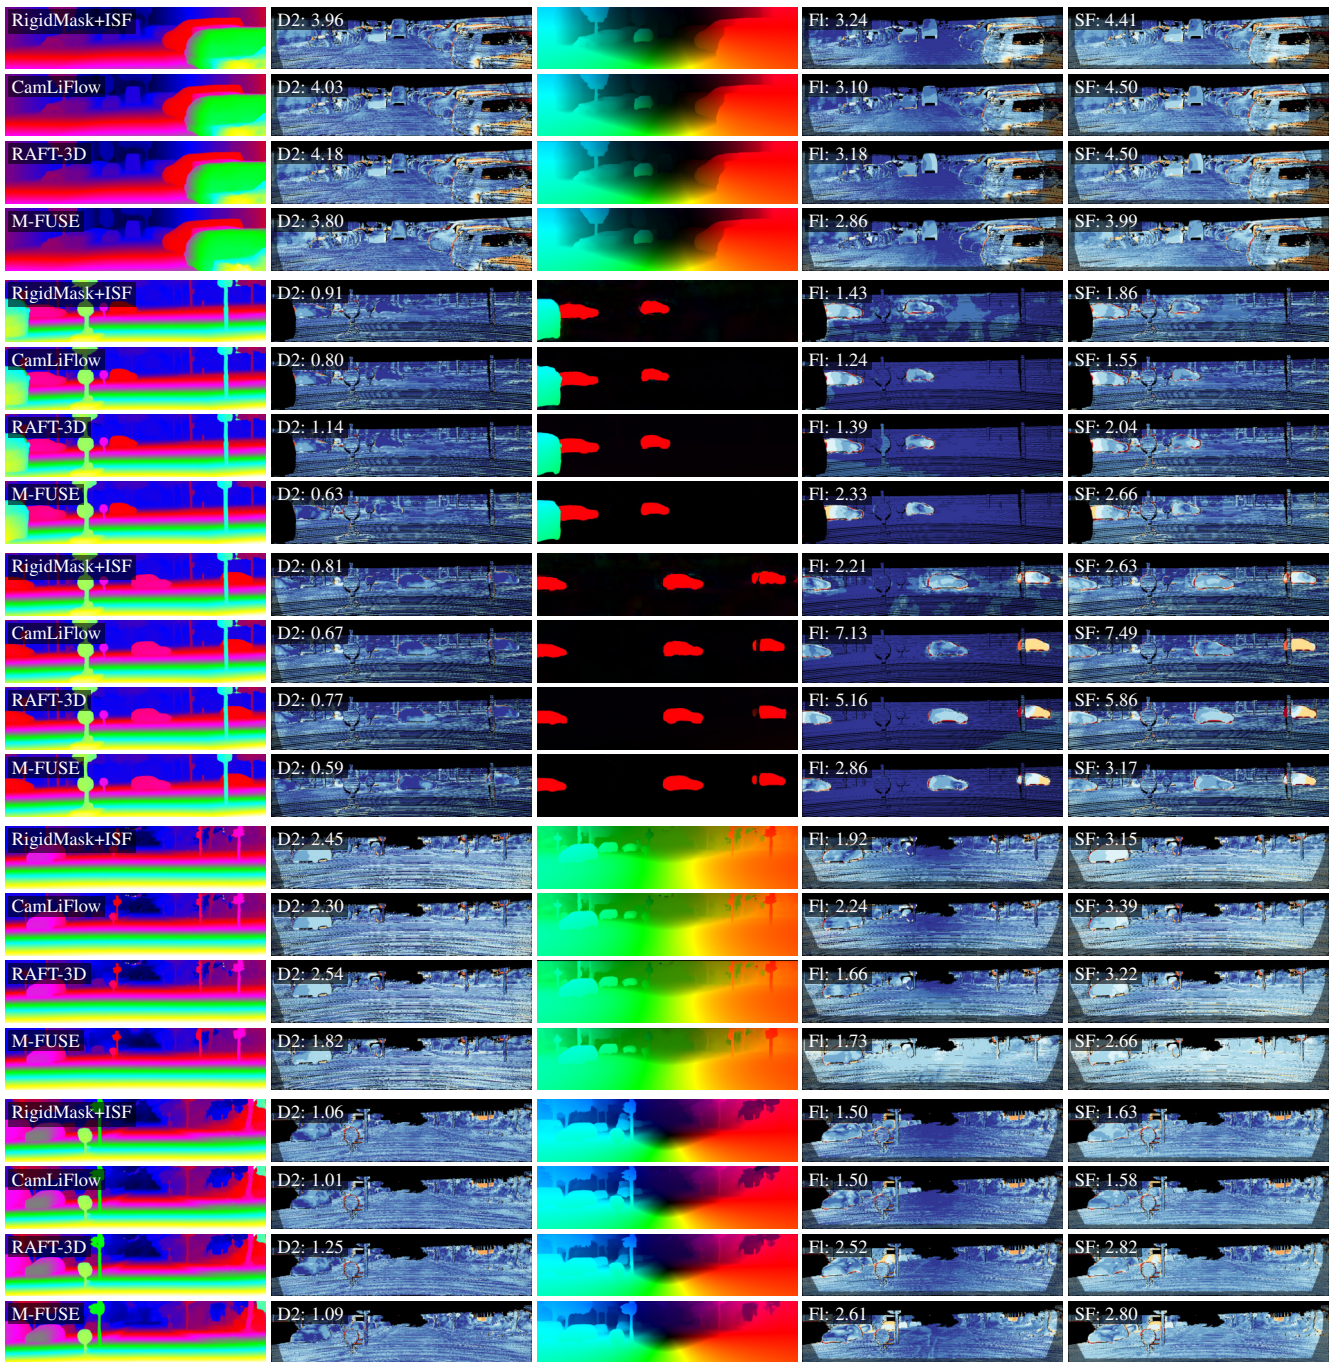 RigidMask+ISF D2: 3.96 Fl: 3.24 SF: 4.41
CamLiFlow D2: 4.03 Fl: 3.10 SF: 4.50
RAFT-3D D2: 4.18 Fl: 3.18 SF: 4.50
M-FUSE D2: 3.80 Fl: 2.86 SF: 3.99
RigidMask+ISF D2: 0.91 Fl: 1.43 SF: 1.86
CamLiFlow D2: 0.80 Fl: 1.24 SF: 1.55
RAFT-3D D2: 1.14 Fl: 1.39 SF: 2.04
M-FUSE D2: 0.63 Fl: 2.33 SF: 2.66
RigidMask+ISF D2: 0.81 Fl: 2.21 SF: 2.63
CamLiFlow D2: 0.67 Fl: 7.13 SF: 7.49
RAFT-3D D2: 0.77 Fl: 5.16 SF: 5.86
M-FUSE D2: 0.59 Fl: 2.86 SF: 3.17
RigidMask+ISF D2: 2.45 Fl: 1.92 SF: 3.15
CamLiFlow D2: 2.30 Fl: 2.24 SF: 3.39
RAFT-3D D2: 2.54 Fl: 1.66 SF: 3.22
M-FUSE D2: 1.82 Fl: 1.73 SF: 2.66
RigidMask+ISF D2: 1.06 Fl: 1.50 SF: 1.63
CamLiFlow D2: 1.01 Fl: 1.50 SF: 1.58
RAFT-3D D2: 1.25 Fl: 2.52 SF: 2.82
M-FUSE D2: 1.09 Fl: 2.61 SF: 2.80